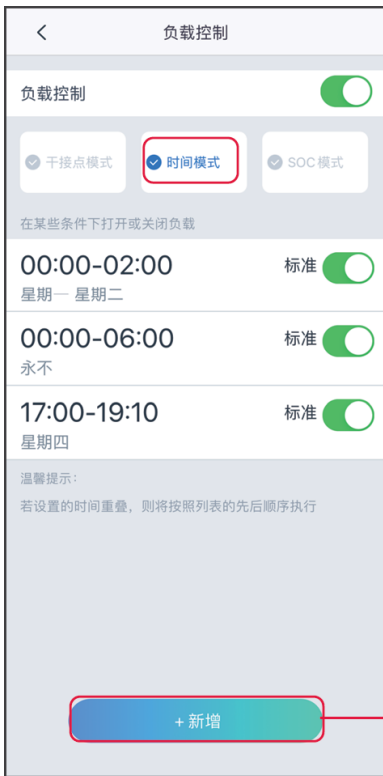 负载控制
负载控制
干接点模式 时间模式 SOC模式
在某些条件下打开或关闭负载
00:00-02:00 标准
星期一 星期二
00:00-06:00 标准
永不
17:00-19:10 标准
星期四
温馨提示：
若设置的时间重叠，则将按照列表的先后顺序执行
+ 新增